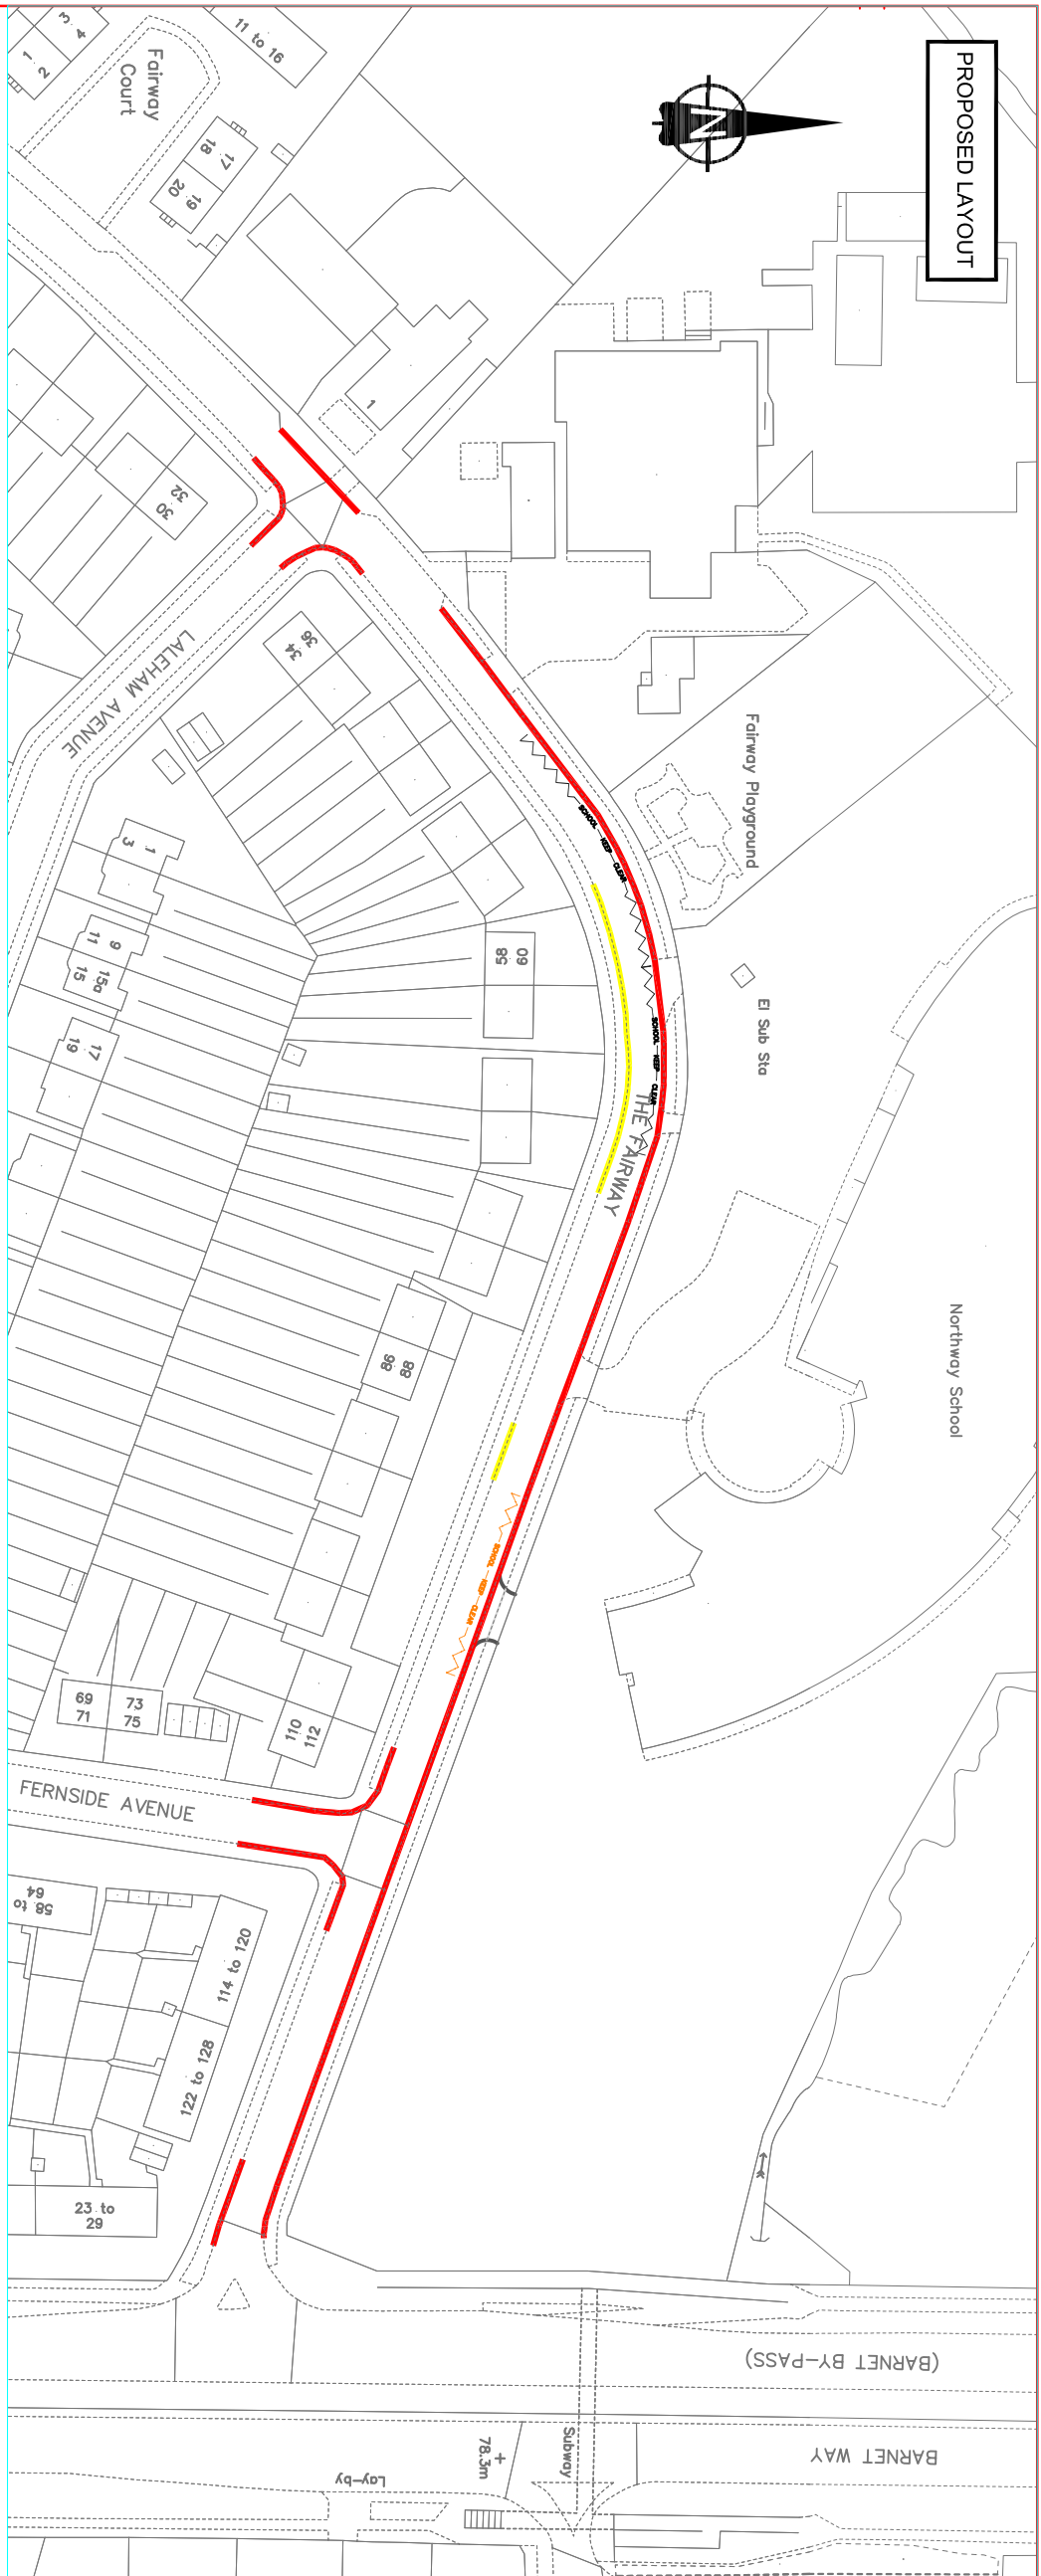 PROPOSED LAYOUT
N
11 to 16
3
4
1
2
Fairway
Court
17
18
19
20
1
32
30
36
34
LALEHAM AVENUE
Fairway Playground
SCHOOL KEEP CLEAR
1
3
9
11
15a
15
17
19
58
60
El Sub Sta
SCHOOL KEEP CLEAR
THE FAIRWAY
Northway School
86
88
SCHOOL KEEP CLEAR
69
71
73
75
110
112
FERNSIDE AVENUE
58 to
64
114 to 120
122 to 128
23 to
29
(BARNET BY-PASS)
BARNET WAY
Subway
78.3m
Lay-by